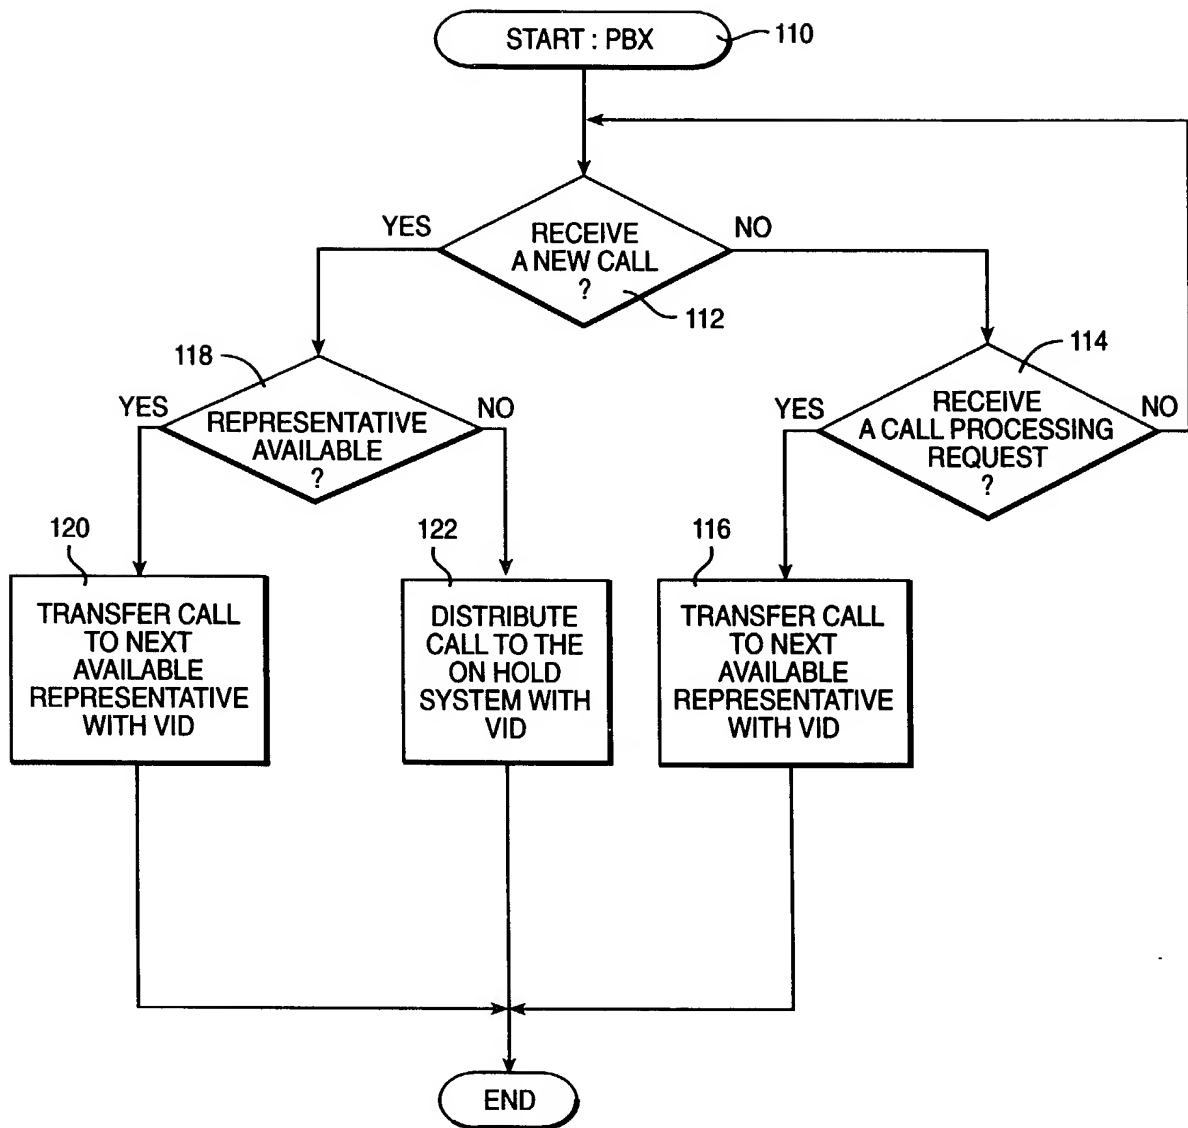 START : PBX
110
YES
RECEIVE
A NEW CALL
?
NO
112
118
YES
REPRESENTATIVE
AVAILABLE
?
NO
114
YES
RECEIVE
A CALL PROCESSING
REQUEST
?
NO
120
TRANSFER CALL
TO NEXT
AVAILABLE
REPRESENTATIVE
WITH VID
122
DISTRIBUTE
CALL TO THE
ON HOLD
SYSTEM WITH
VID
116
TRANSFER CALL
TO NEXT
AVAILABLE
REPRESENTATIVE
WITH VID
END